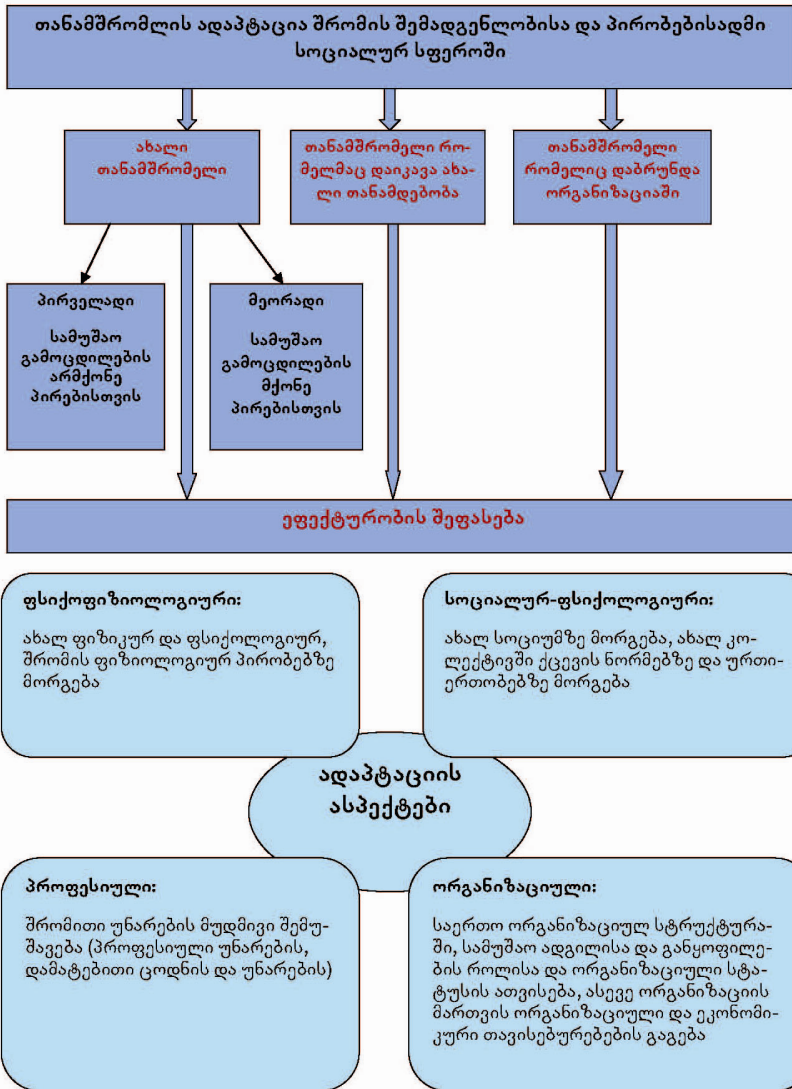 თანამშრომლის ადაპტაცია შრომის შემადგენლობისა და პირობებისადმი
სოციალურ სფეროში
ახალი
თანამშრომელი
თანამშრომელი რო-
მელმაც დაიკავა ახა-
ლი თანამდებობა
თანამშრომელი
რომელიც დაბრუნდა
ორგანიზაციაში
პირველადი
სამუშაო
გამოცდილების
არმქონე
პირებისთვის
მეორადი
სამუშაო
გამოცდილების
მქონე
პირებისთვის
ეფექტურობის შეფასება
ფსიქოფიზიოლოგიური:
ახალ ფიზიკურ და ფსიქოლოგიურ,
შრომის ფიზიოლოგიურ პირობებზე
მორგება
სოციალურ-ფსიქოლოგიური:
ახალ სოციუმზე მორგება, ახალ კო-
ლექტივში ქცევის ნორმებზე და ურთი-
ერთობებზე მორგება
ადაპტაციის
ასპექტები
პროფესიული:
შრომითი უნარების მუდმივი შემუ-
შავება (პროფესიული უნარების,
დამატებითი ცოდნის და უნარების)
ორგანიზაციული:
საერთო ორგანიზაციულ სტრუქტურა-
ში, სამუშაო ადგილისა და განყოფილე-
ბის როლისა და ორგანიზაციული სტა-
ტუსის ათვისება, ასევე ორგანიზაციის
მართვის ორგანიზაციული და ეკონომი-
კური თავისებურებების გაგება